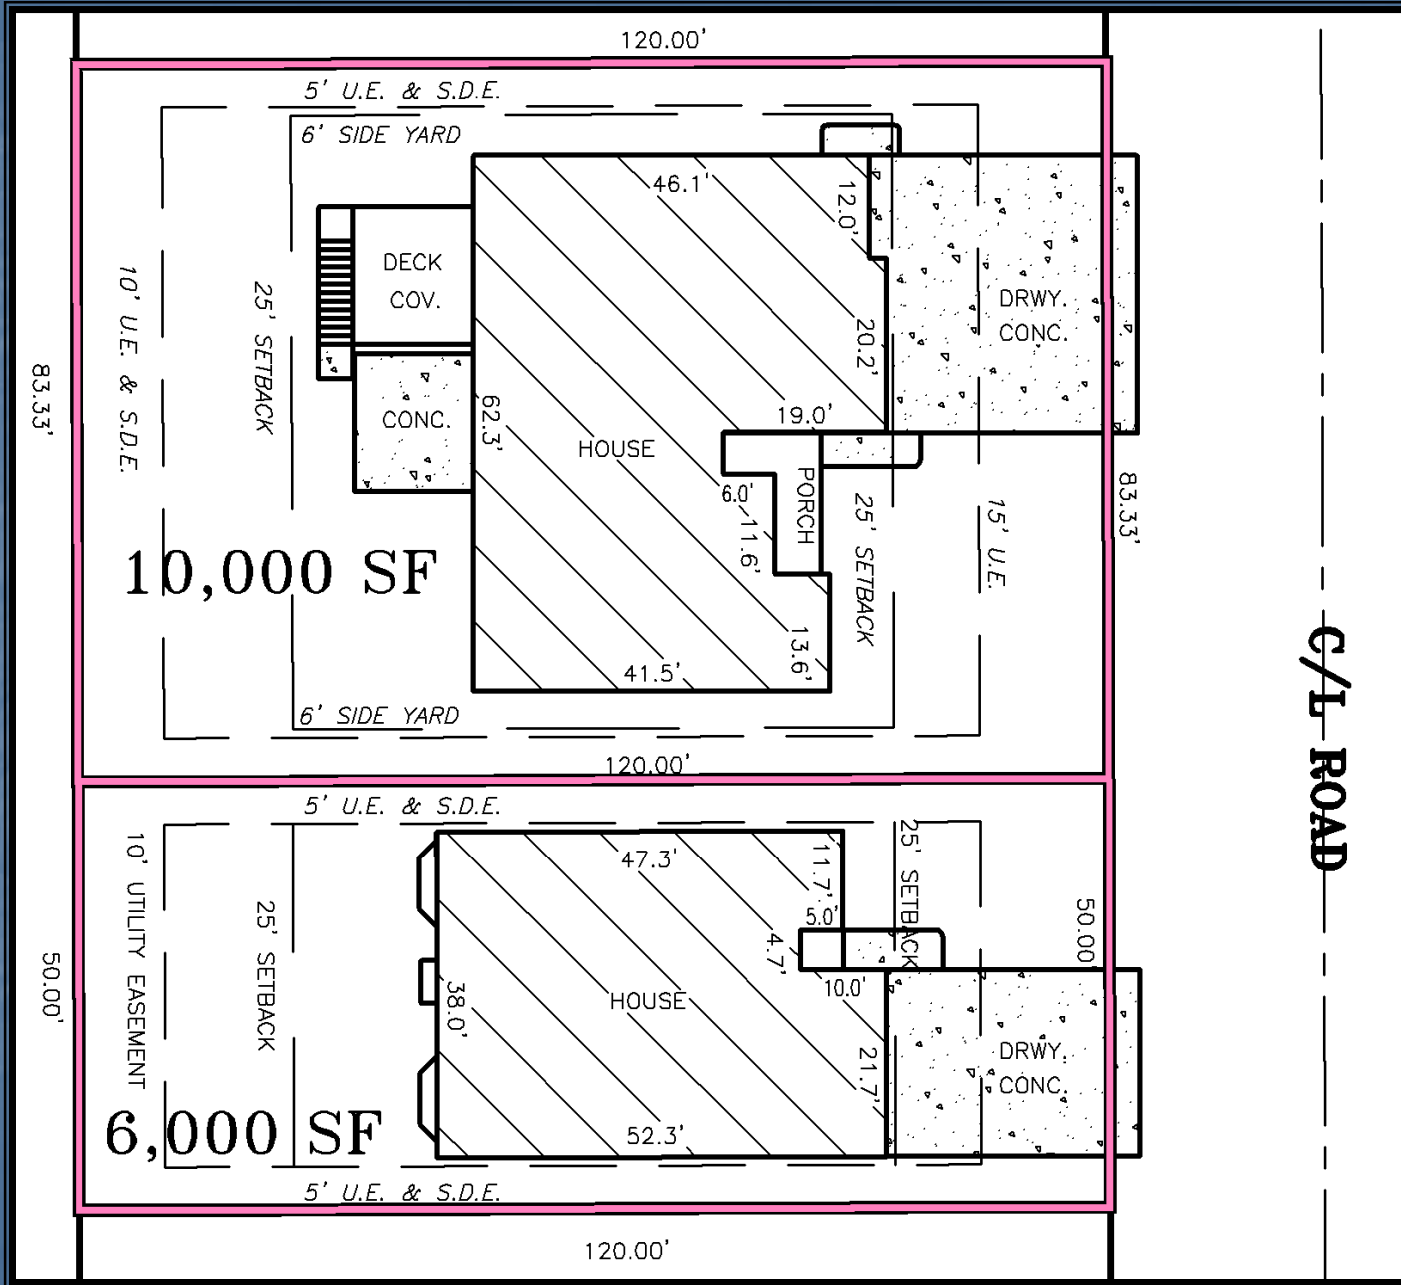 120.00'
5' U.E. & S.D.E.
6' SIDE YARD
46.1'
12.0'
DECK
COV.
10' U.E. & S.D.E.
25' SETBACK
DRWY.
CONC.
20.2'
83.33'
CONC.
62.3'
19.0'
HOUSE
6.0'
11.6'
PORCH
25' SETBACK
15' U.E.
83.33'
10,000 SF
13.6'
41.5'
6' SIDE YARD
120.00'
C/L ROAD
5' U.E. & S.D.E.
10' UTILITY EASEMENT
25' SETBACK
47.3'
11.7'
25' SETBACK
5.0'
4.7'
50.00'
50.00'
38.0'
HOUSE
10.0'
21.7'
DRWY.
CONC.
6,000 SF
52.3'
5' U.E. & S.D.E.
120.00'